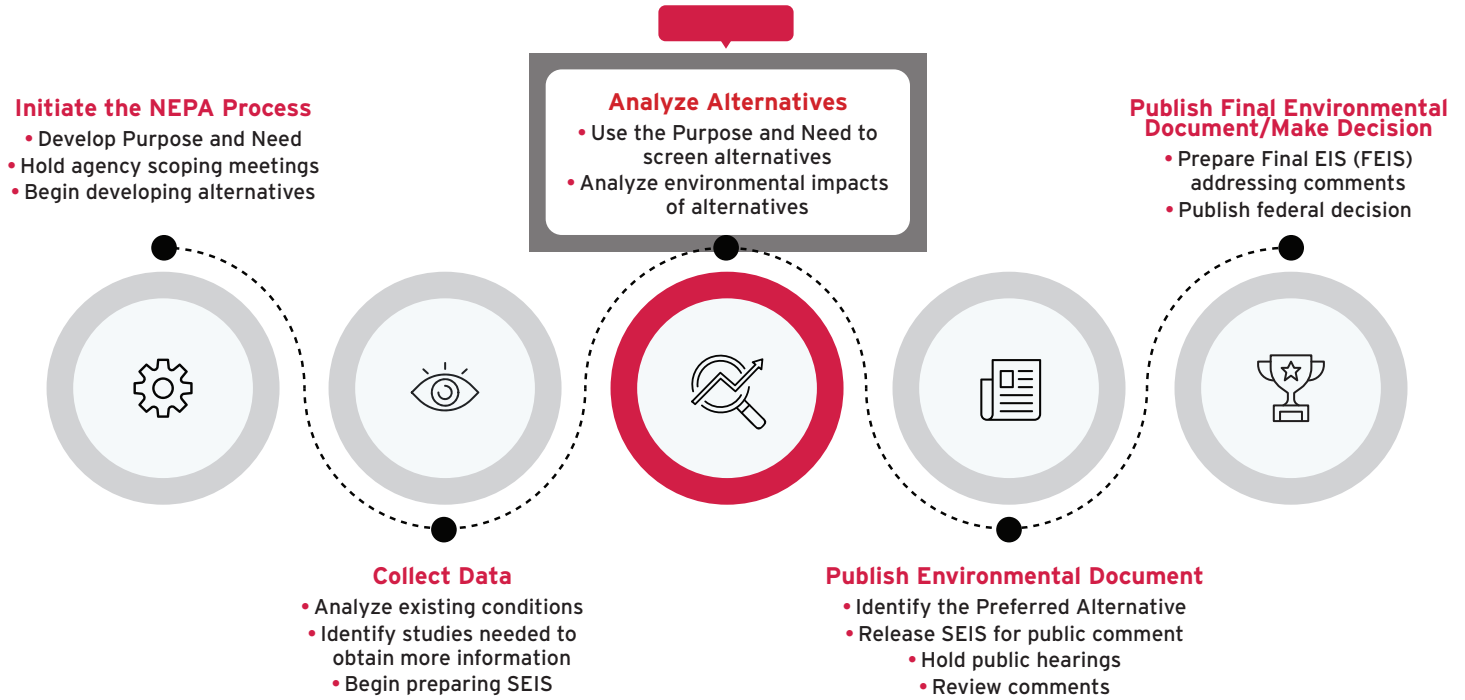 Initiate the NEPA Process
• Develop Purpose and Need
• Hold agency scoping meetings
• Begin developing alternatives
Collect Data
• Analyze existing conditions
• Identify studies needed to
obtain more information
• Begin preparing SEIS
Analyze Alternatives
• Use the Purpose and Need to
screen alternatives
• Analyze environmental impacts
of alternatives
Publish Environmental Document
• Identify the Preferred Alternative
• Release SEIS for public comment
• Hold public hearings
• Review comments
Publish Final Environmental
Document/Make Decision
• Prepare Final EIS (FEIS)
addressing comments
• Publish federal decision